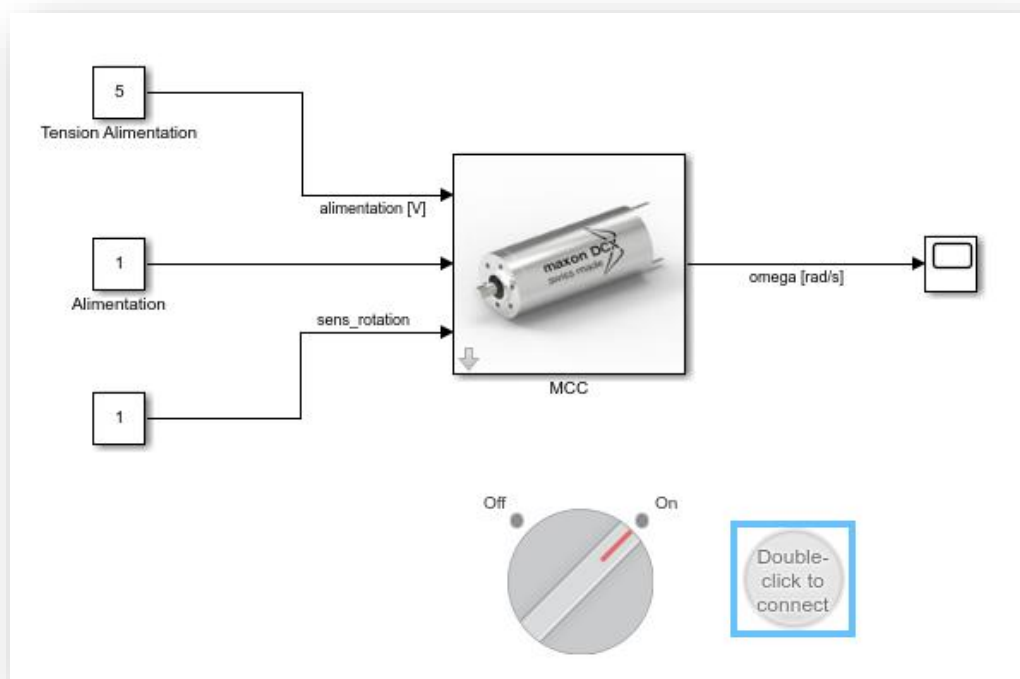 5
Tension Alimentation
alimentation [V]
1
Alimentation
sens_rotation
1
maxon DCX
swiss made
MCC
omega [rad/s]
Off
On
Double-
click to
connect